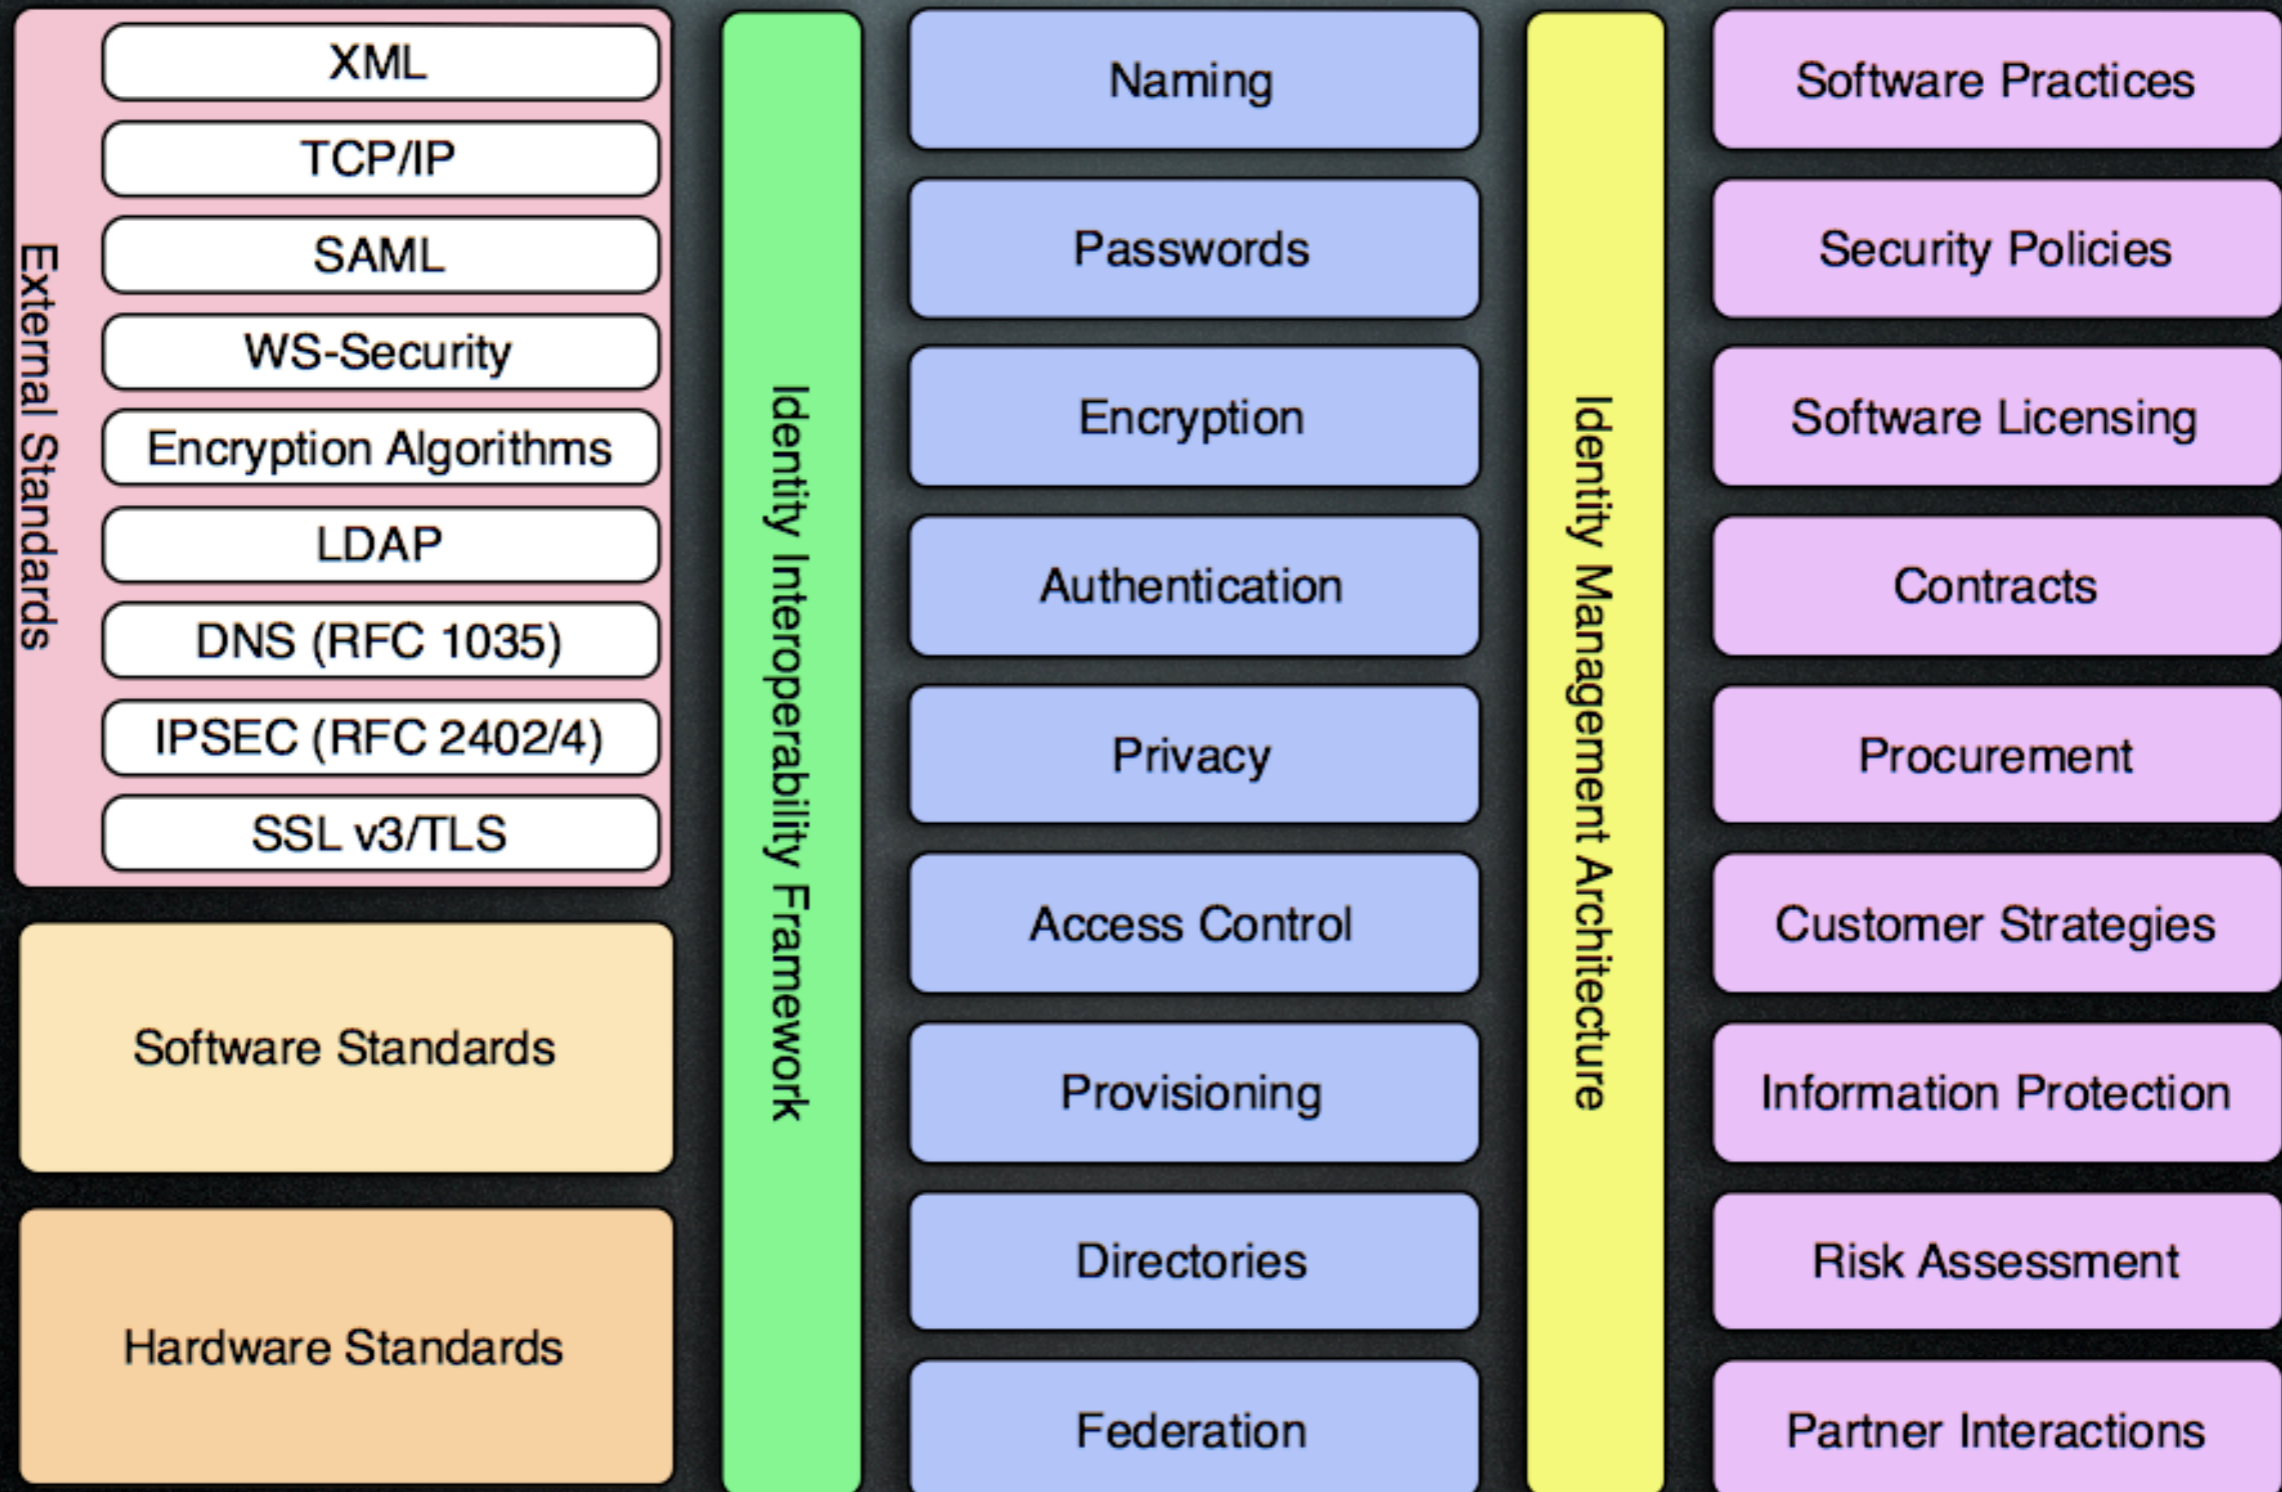 External Standards
XML
TCP/IP
SAML
WS-Security
Encryption Algorithms
LDAP
DNS (RFC 1035)
IPSEC (RFC 2402/4)
SSL v3/TLS
Software Standards
Hardware Standards
Identity Interoperability Framework
Naming
Passwords
Encryption
Authentication
Privacy
Access Control
Provisioning
Directories
Federation
Identity Management Architecture
Software Practices
Security Policies
Software Licensing
Contracts
Procurement
Customer Strategies
Information Protection
Risk Assessment
Partner Interactions